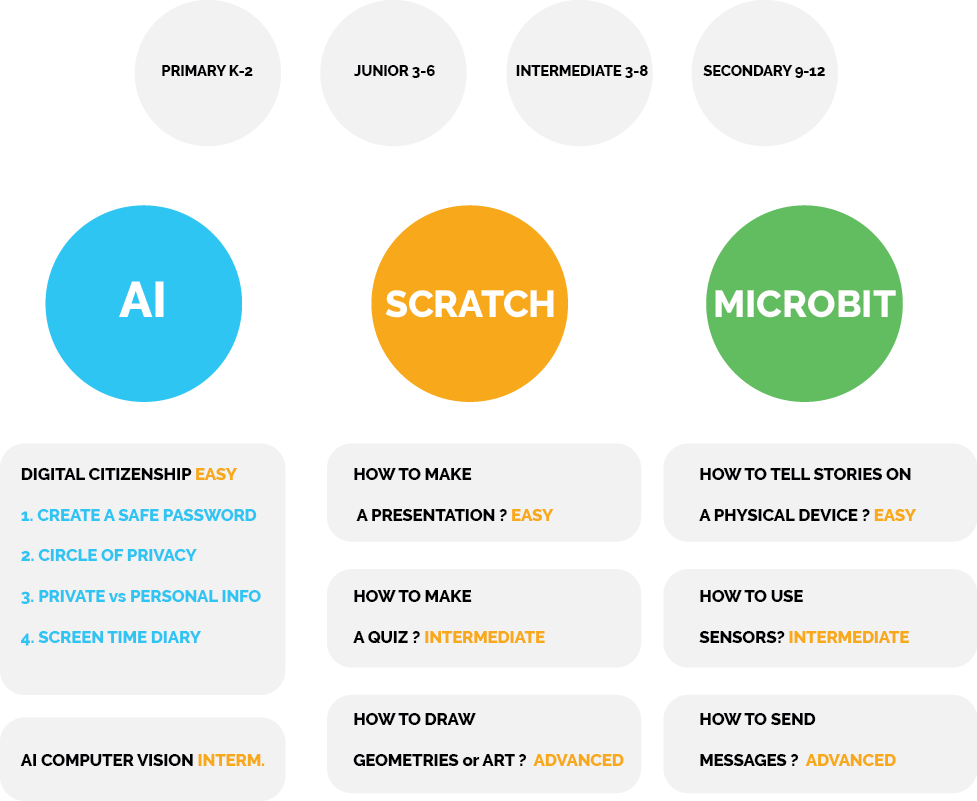 PRIMARY K-2
JUNIOR 3-6
INTERMEDIATE 3-8
SECONDARY 9-12
AI
SCRATCH
MICROBIT
DIGITAL CITIZENSHIP EASY
1. CREATE A SAFE PASSWORD
2. CIRCLE OF PRIVACY
3. PRIVATE vs PERSONAL INFO
4. SCREEN TIME DIARY
AI COMPUTER VISION INTERM.
HOW TO MAKE
A PRESENTATION ? EASY
HOW TO MAKE
A QUIZ ? INTERMEDIATE
HOW TO DRAW
GEOMETRIES or ART ? ADVANCED
HOW TO TELL STORIES ON
A PHYSICAL DEVICE ? EASY
HOW TO USE
SENSORS? INTERMEDIATE
HOW TO SEND
MESSAGES ? ADVANCED